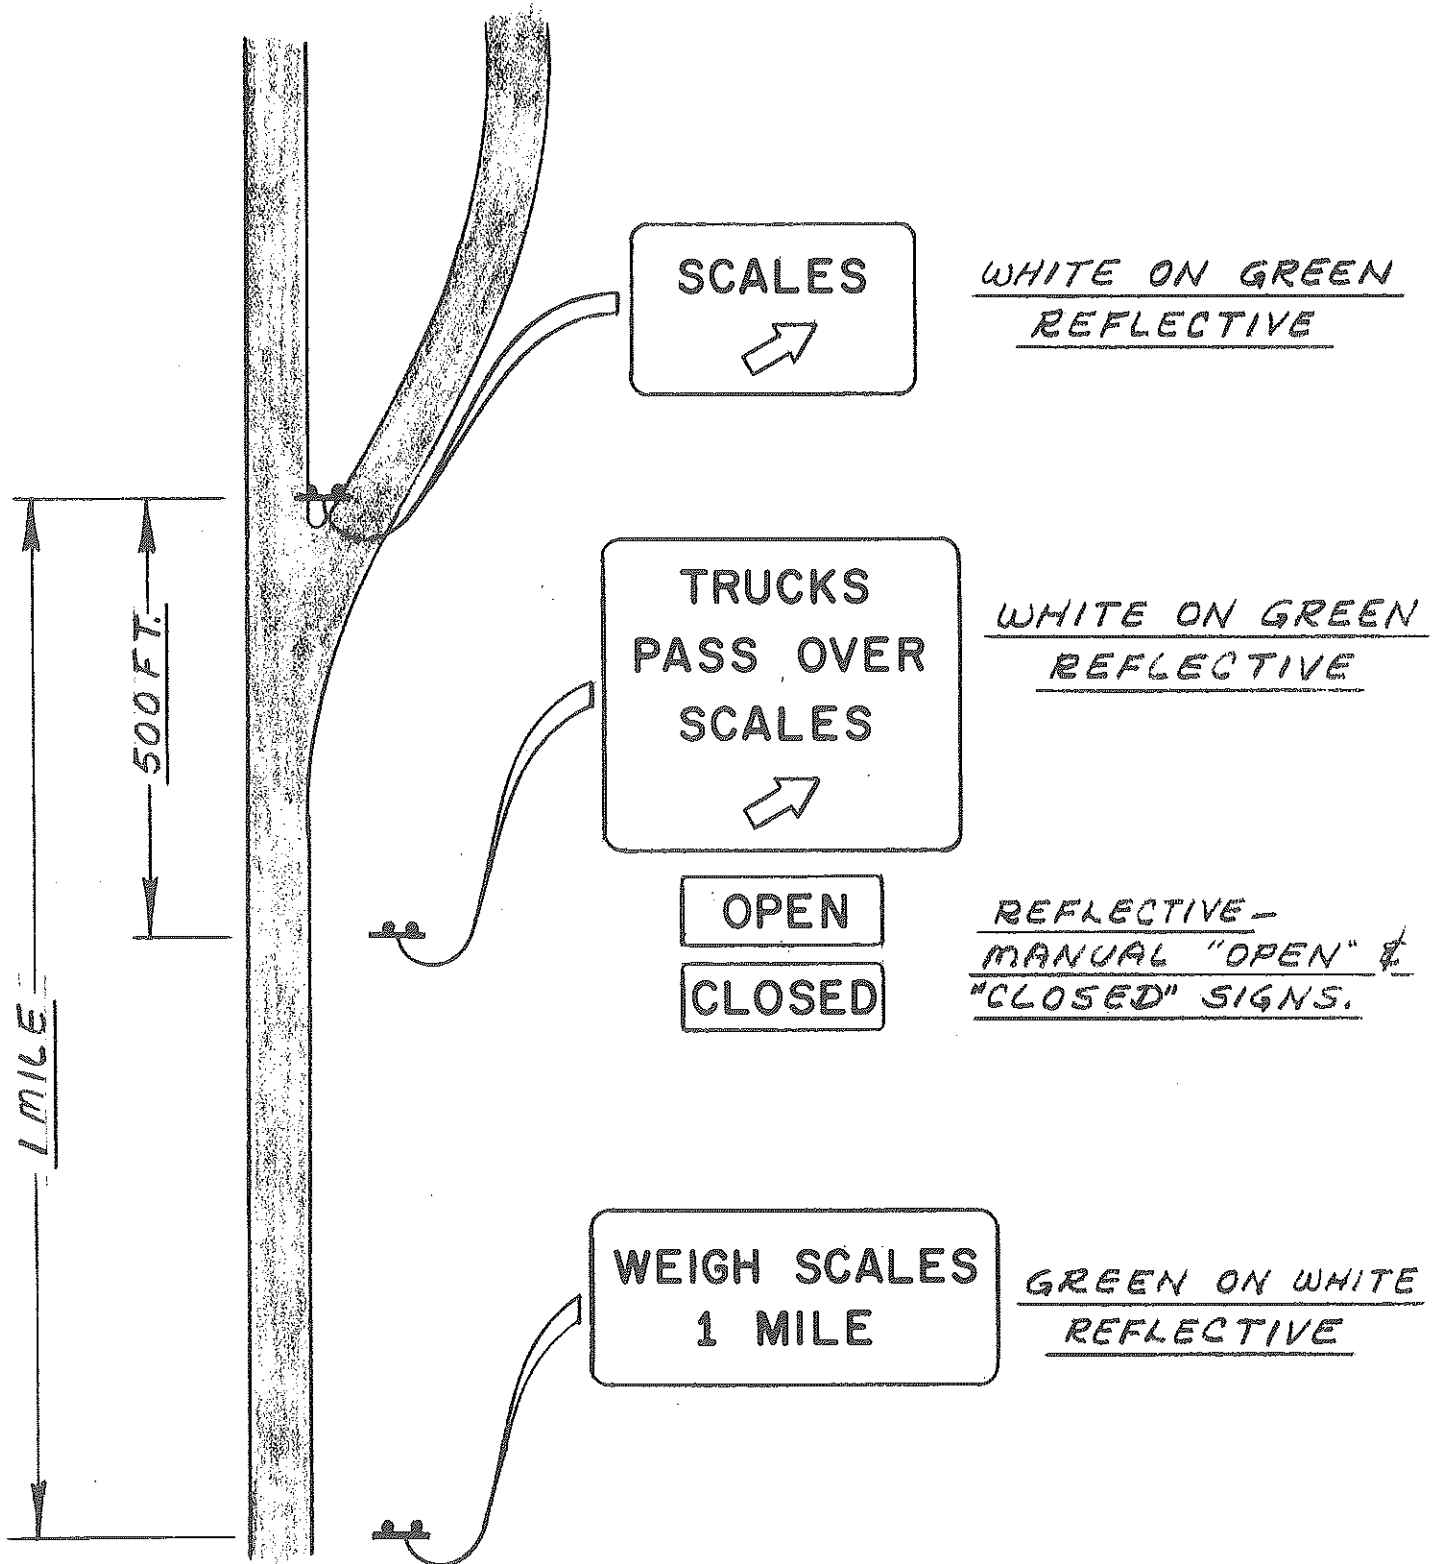 SCALES
WHITE ON GREEN
REFLECTIVE
500 FT.
1 MILE
TRUCKS
PASS OVER
SCALES
WHITE ON GREEN
REFLECTIVE
OPEN
CLOSED
REFLECTIVE-
MANUAL "OPEN" &
"CLOSED" SIGNS.
WEIGH SCALES
1 MILE
GREEN ON WHITE
REFLECTIVE